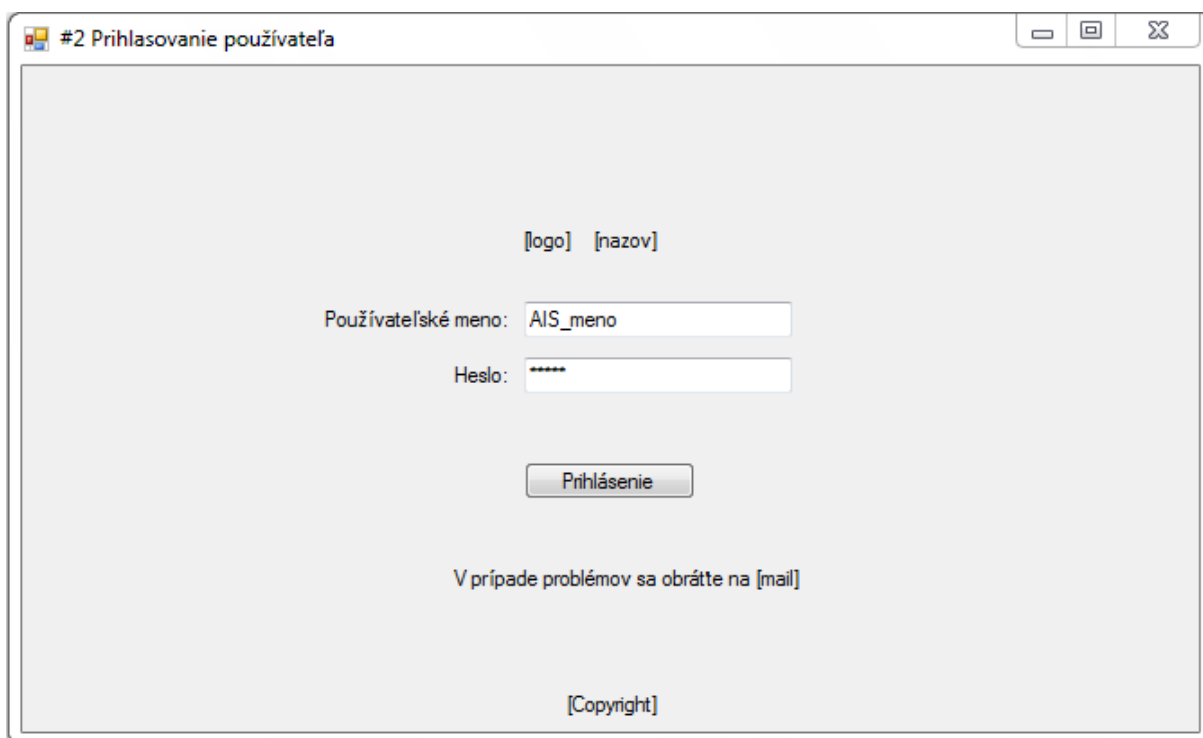 #2 Prihlasovanie používateľa
[logo] [nazov]
Používateľské meno: AIS_meno
Heslo: *****
Prihlásenie
V prípade problémov sa obráťte na [mail]
[Copyright]